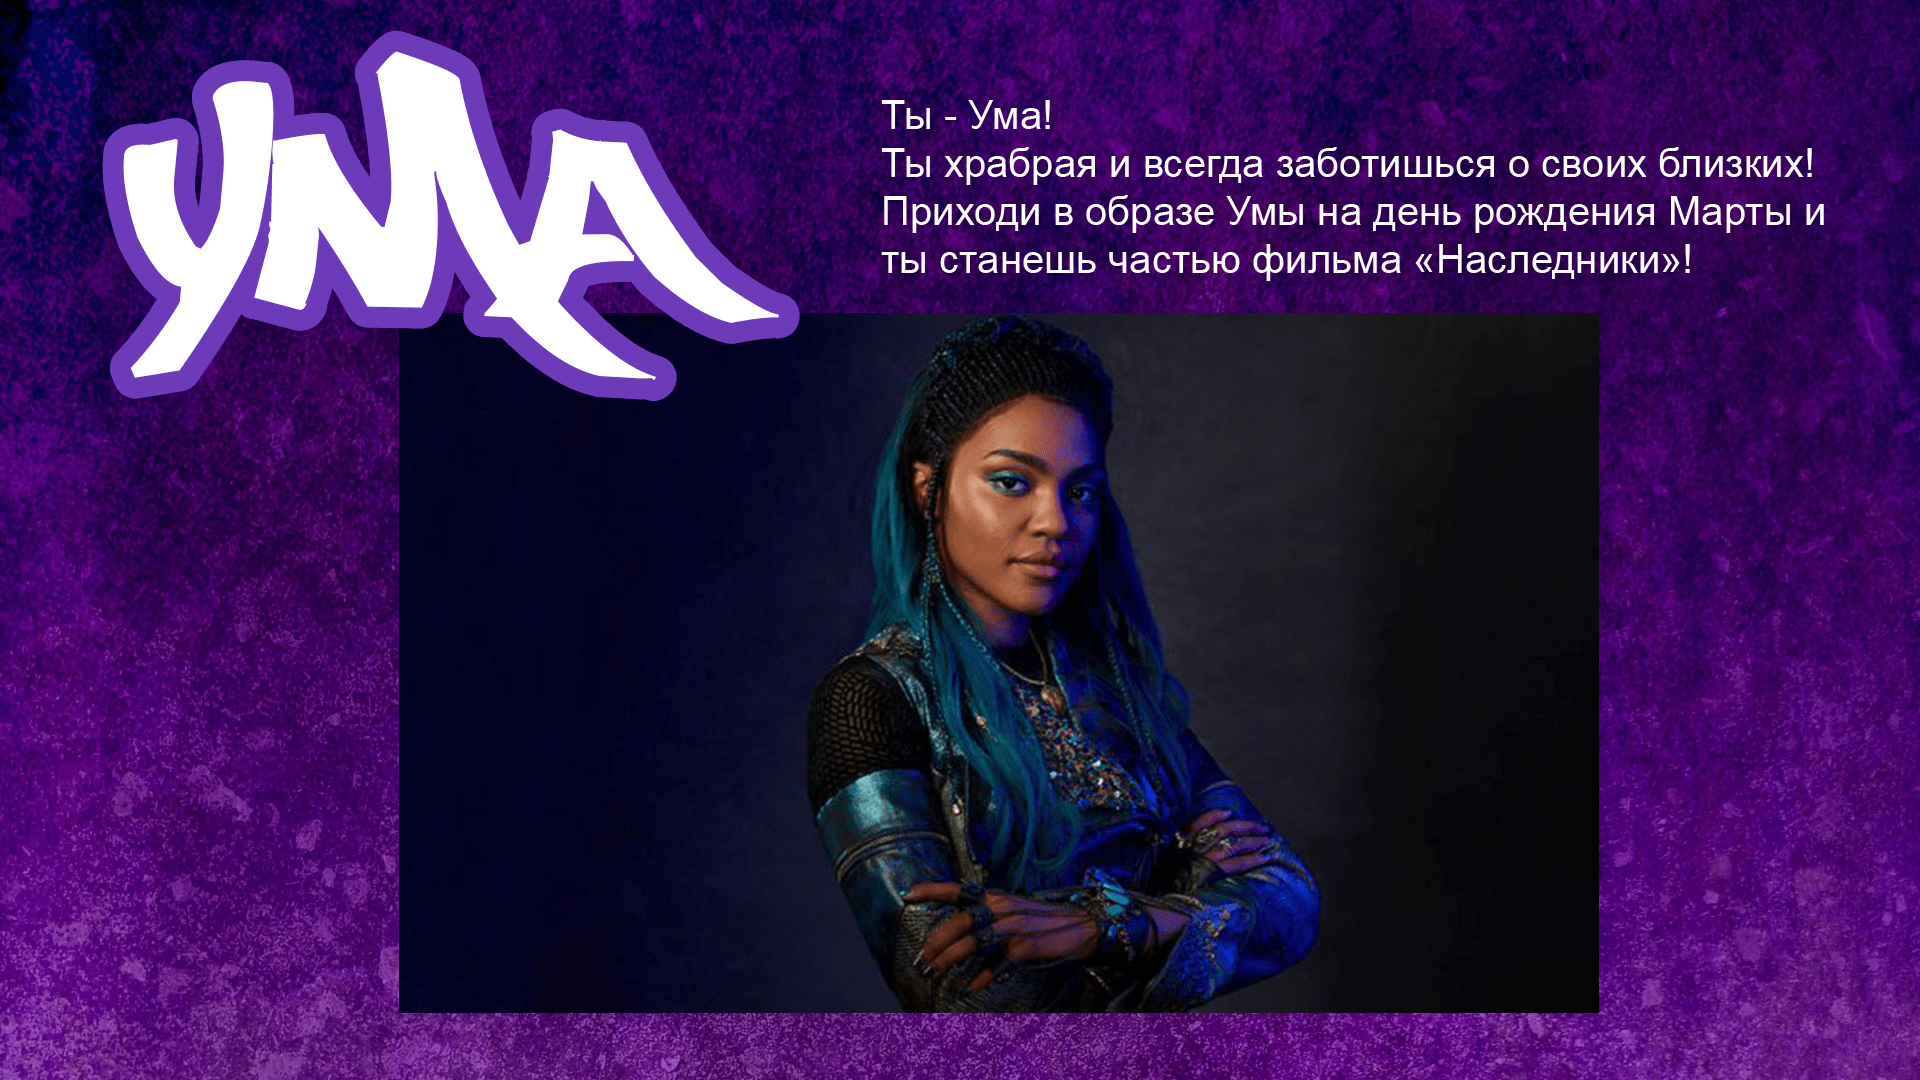 УМА
Ты - Ума!
Ты храбрая и всегда заботишься о своих близких!
Приходи в образе Умы на день рождения Марты и
ты станешь частью фильма «Наследники»!